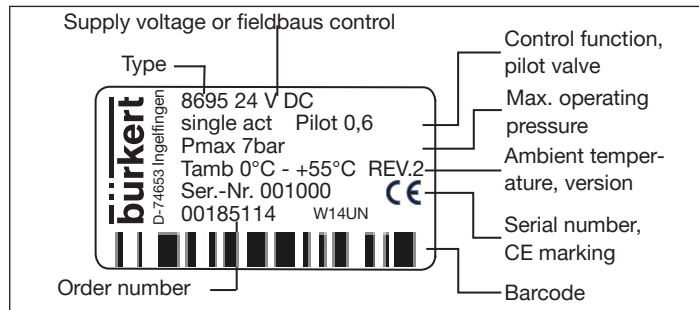 Supply voltage or fieldbaus control
Type
Control function,
pilot valve
Max. operating
pressure
Ambient temper-
ature, version
Serial number,
CE marking
Barcode
Order number
bürkert
D-74653 Ingelfingen
8695 24 V DC
single act Pilot 0,6
Pmax 7bar
Tamb 0°C - +55°C REV.2
Ser.-Nr. 001000 CE
00185114 W14UN